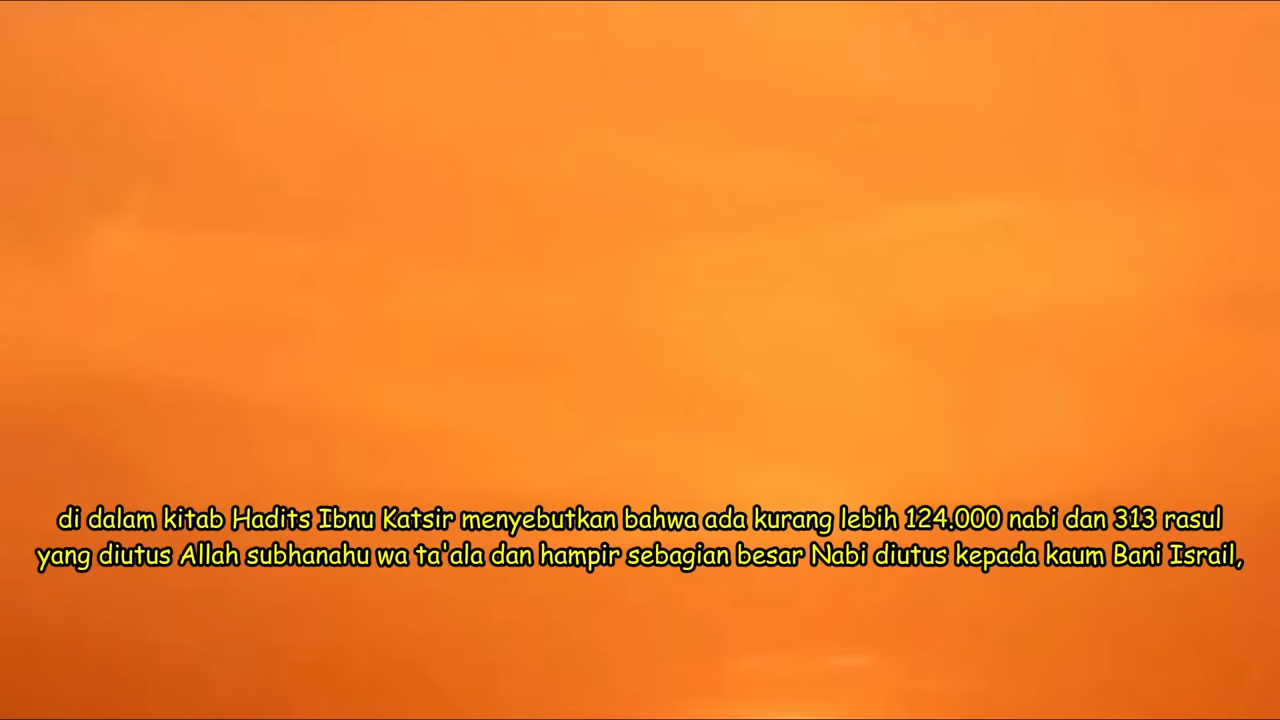 di dalam kitab Hadits Ibnu Katsir menyebutkan bahwa ada kurang lebih 124.000 nabi dan 313 rasul
yang diutus Allah subhanahu wa ta'ala dan hampir sebagian besar Nabi diutus kepada kaum Bani Israil,